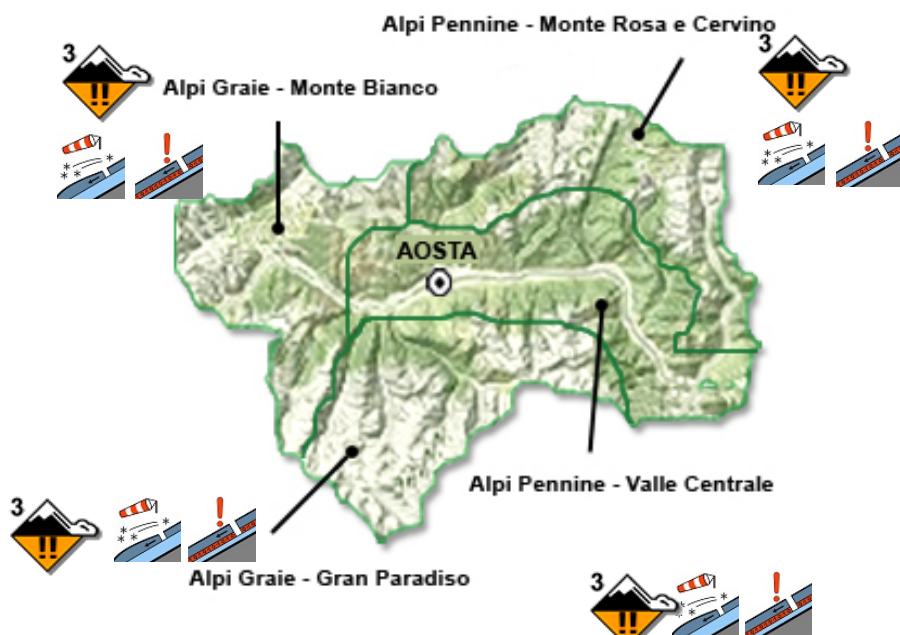 Alpi Pennine - Monte Rosa e Cervino
3
3
Alpi Graie - Monte Bianco
AOSTA
Alpi Pennine - Valle Centrale
3
Alpi Graie - Gran Paradiso
3